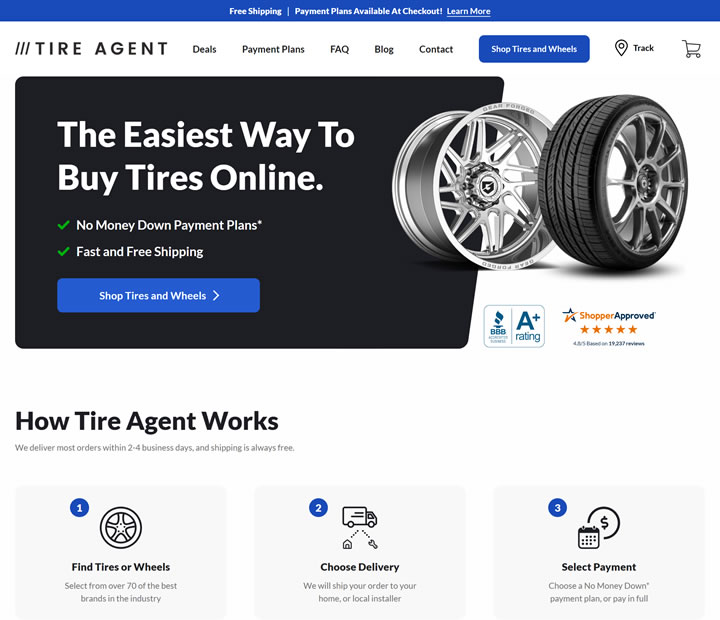 Free Shipping | Payment Plans Available At Checkout! Learn More
/// TIRE AGENT
Deals
Payment Plans
FAQ
Blog
Contact
Shop Tires and Wheels
Track
The Easiest Way To
Buy Tires Online.
No Money Down Payment Plans*
Fast and Free Shipping
Shop Tires and Wheels
GEAR FORGED
GEAR FORGED
BBB
ACCREDITED
BUSINESS
A+
rating
ShopperApproved
4.8/5 Based on 19,237 reviews
How Tire Agent Works
We deliver most orders within 2-4 business days, and shipping is always free.
1
Find Tires or Wheels
Select from over 70 of the best
brands in the industry
2
Choose Delivery
We will ship your order to your
home, or local installer
3
$
Select Payment
Choose a No Money Down*
payment plan, or pay in full